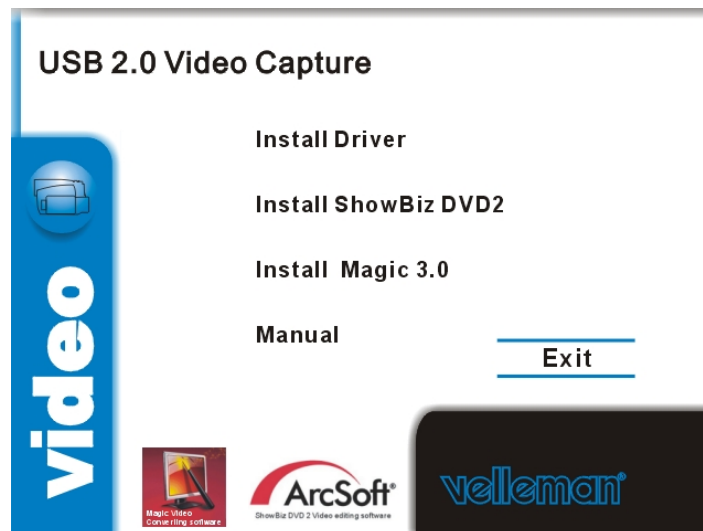 USB 2.0 Video Capture
Install Driver
Install ShowBiz DVD2
Install Magic 3.0
Manual
Exit
video
Magic Video
Converting software
ArcSoft®
ShowBiz DVD 2 Video editing software
velleman®